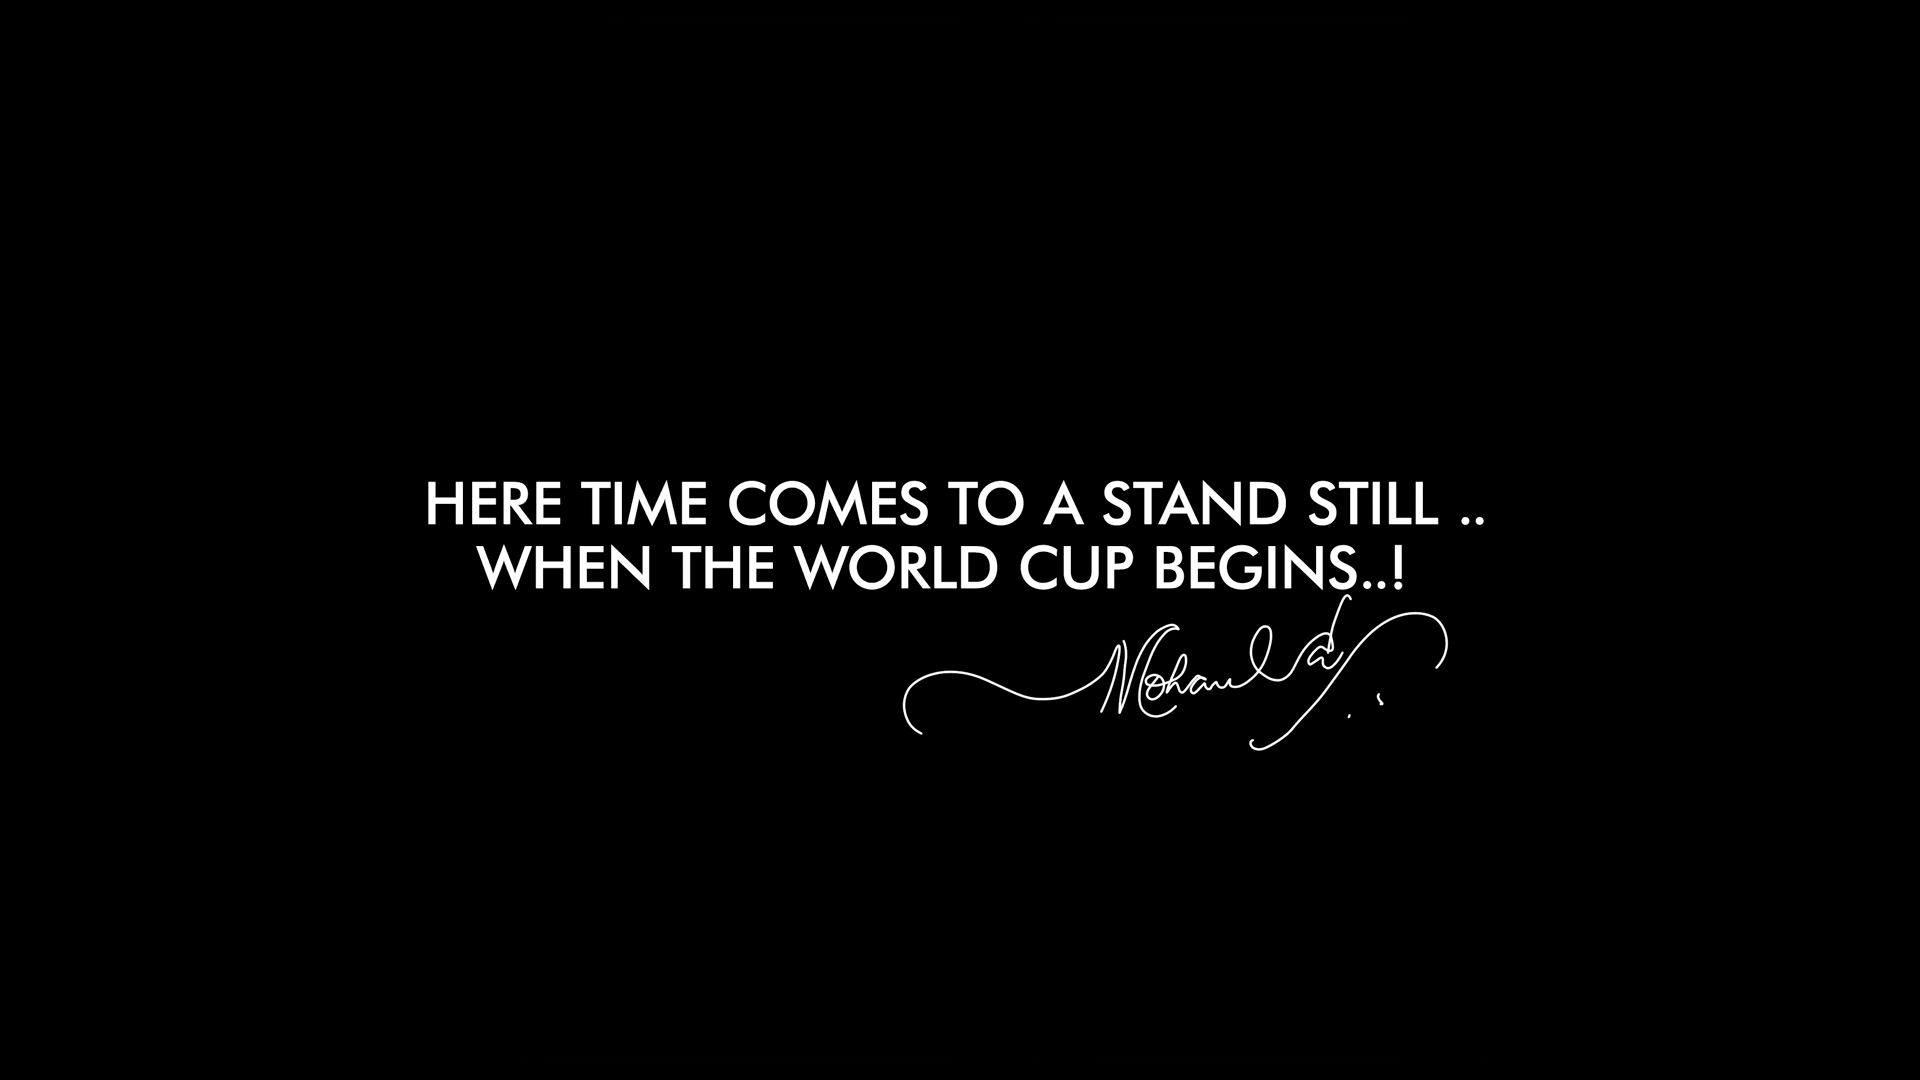 HERE TIME COMES TO A STAND STILL ..
WHEN THE WORLD CUP BEGINS..!